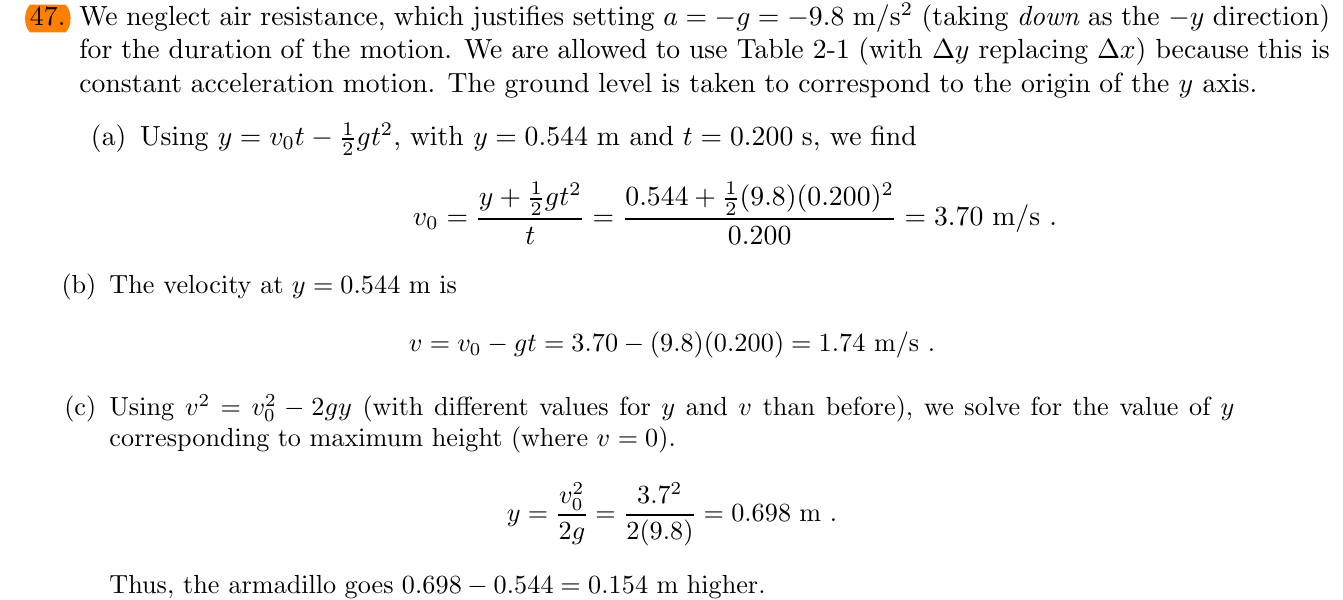 47. We neglect air resistance, which justifies setting a = −g = −9.8 m/s² (taking down as the −y direction)
for the duration of the motion. We are allowed to use Table 2-1 (with Δy replacing Δx) because this is
constant acceleration motion. The ground level is taken to correspond to the origin of the y axis.
(a) Using y = v₀t − ½gt², with y = 0.544 m and t = 0.200 s, we find
v₀ = (y + ½gt²)/t = (0.544 + ½(9.8)(0.200)²)/0.200 = 3.70 m/s .
(b) The velocity at y = 0.544 m is
v = v₀ − gt = 3.70 − (9.8)(0.200) = 1.74 m/s .
(c) Using v² = v₀² − 2gy (with different values for y and v than before), we solve for the value of y
corresponding to maximum height (where v = 0).
y = v₀²/2g = 3.7²/2(9.8) = 0.698 m .
Thus, the armadillo goes 0.698 − 0.544 = 0.154 m higher.